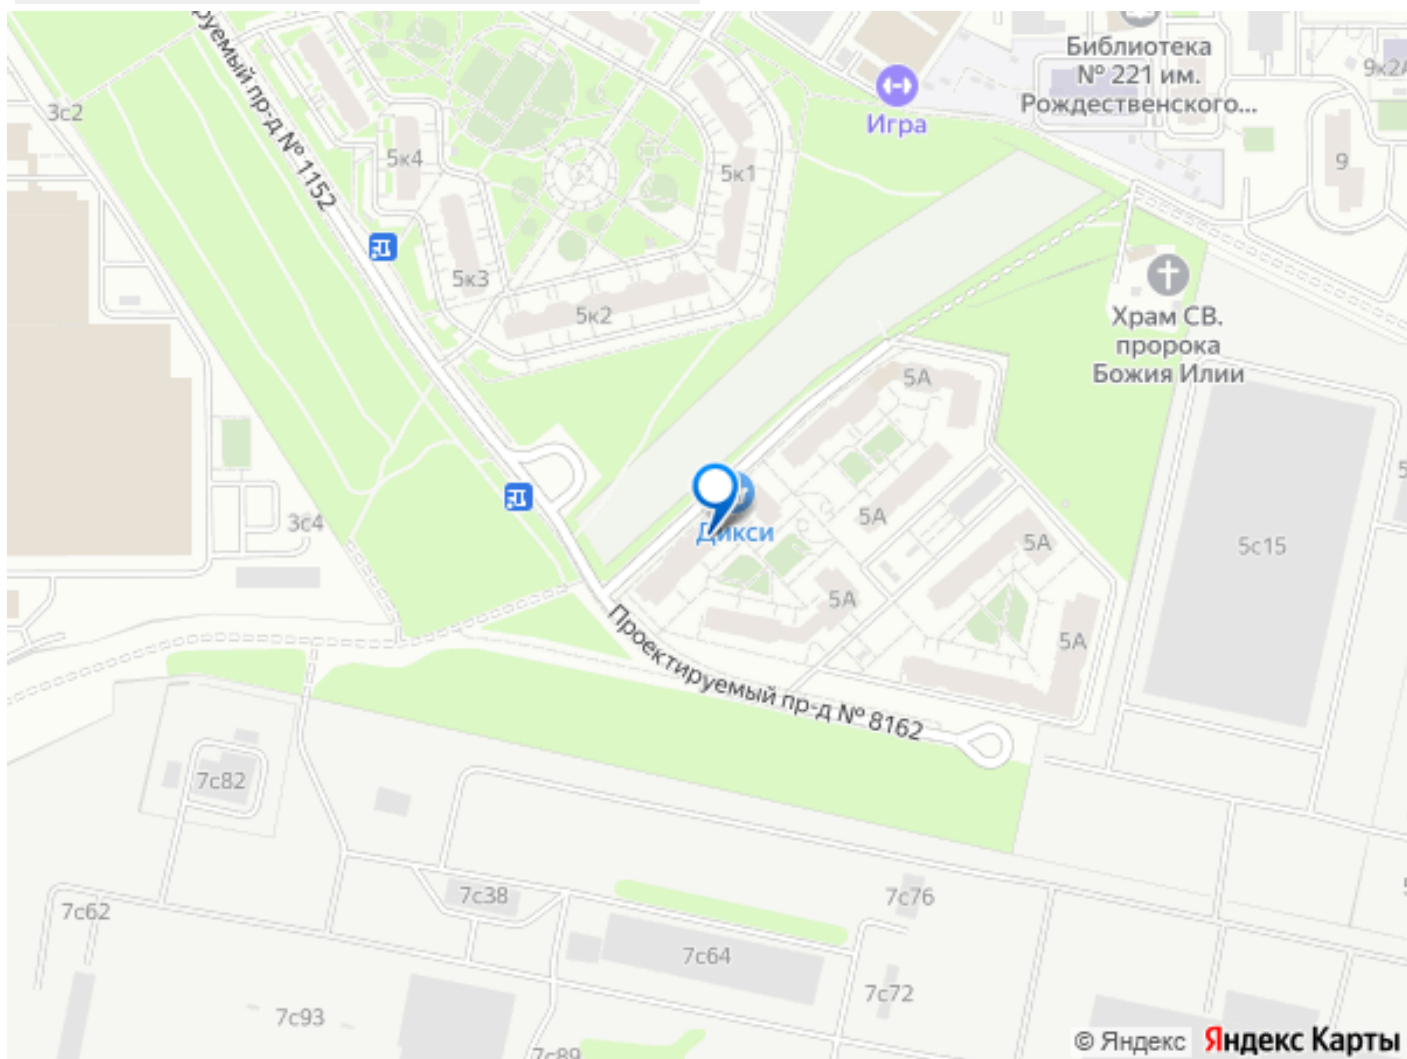 руемый пр-д № 1152
Библиотека
№ 221 им.
Рождественского...
9к2А
Игра
3с2
5к4
5к1
9
5к3
5к2
Храм СВ.
пророка
Божия Илии
5А
Дикси
5А
5А
3с4
5с15
5А
5А
Проектируемый пр-д № 8162
7с82
7с38
7с76
7с62
7с64
7с72
7с93
7с89
© Яндекс Яндекс Карты